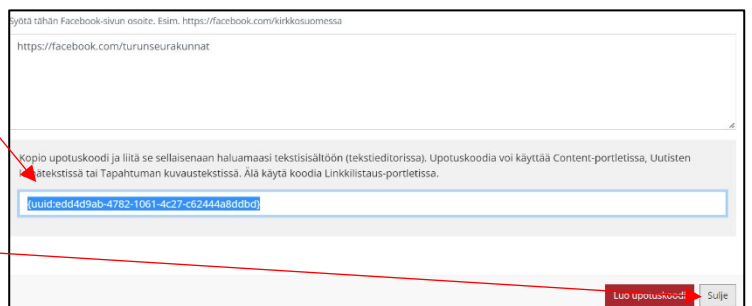 Syötä tähän Facebook-sivun osoite. Esim. https://facebook.com/kirkkosuomessa
https://facebook.com/turunseurakunnat
Kopio upotuskoodi ja liitä se sellaisenaan haluamaasi tekstisisältöön (tekstieditorissa). Upotuskoodia voi käyttää Content-portletissa, Uutisten
leipätekstissä tai Tapahtuman kuvaustekstissä. Älä käytä koodia Linkkilistaus-portletissa.
{uuid:edd4d9ab-4782-1061-4c27-c62444a8ddbd}
Luo upotuskoodi Sulje